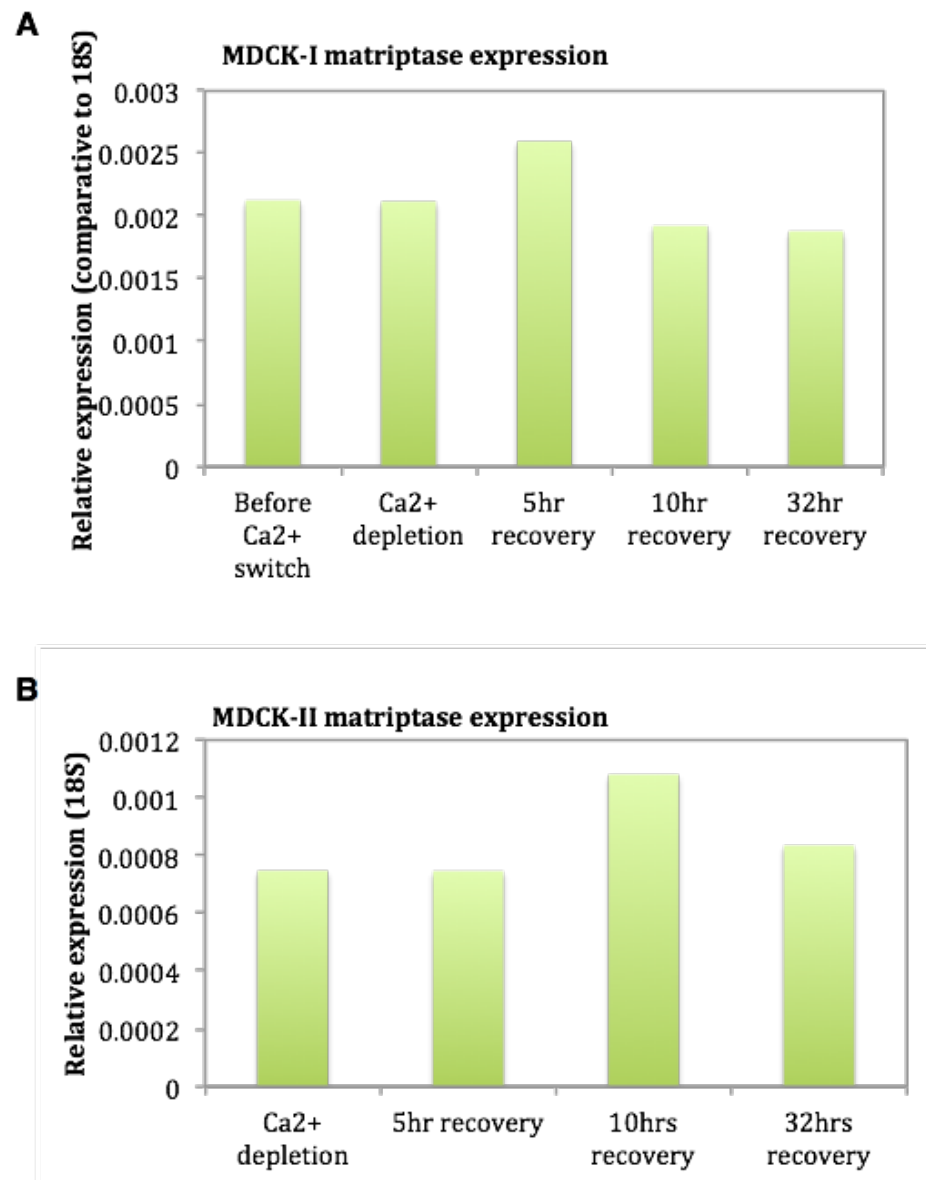 A
MDCK-I matriptase expression
Relative expression (comparative to 18S)
0.003
0.0025
0.002
0.0015
0.001
0.0005
0
Before
Ca2+
switch
Ca2+
depletion
5hr
recovery
10hr
recovery
32hr
recovery
B
MDCK-II matriptase expression
Relative expression (18S)
0.0012
0.001
0.0008
0.0006
0.0004
0.0002
0
Ca2+
depletion
5hr recovery
10hrs
recovery
32hrs
recovery